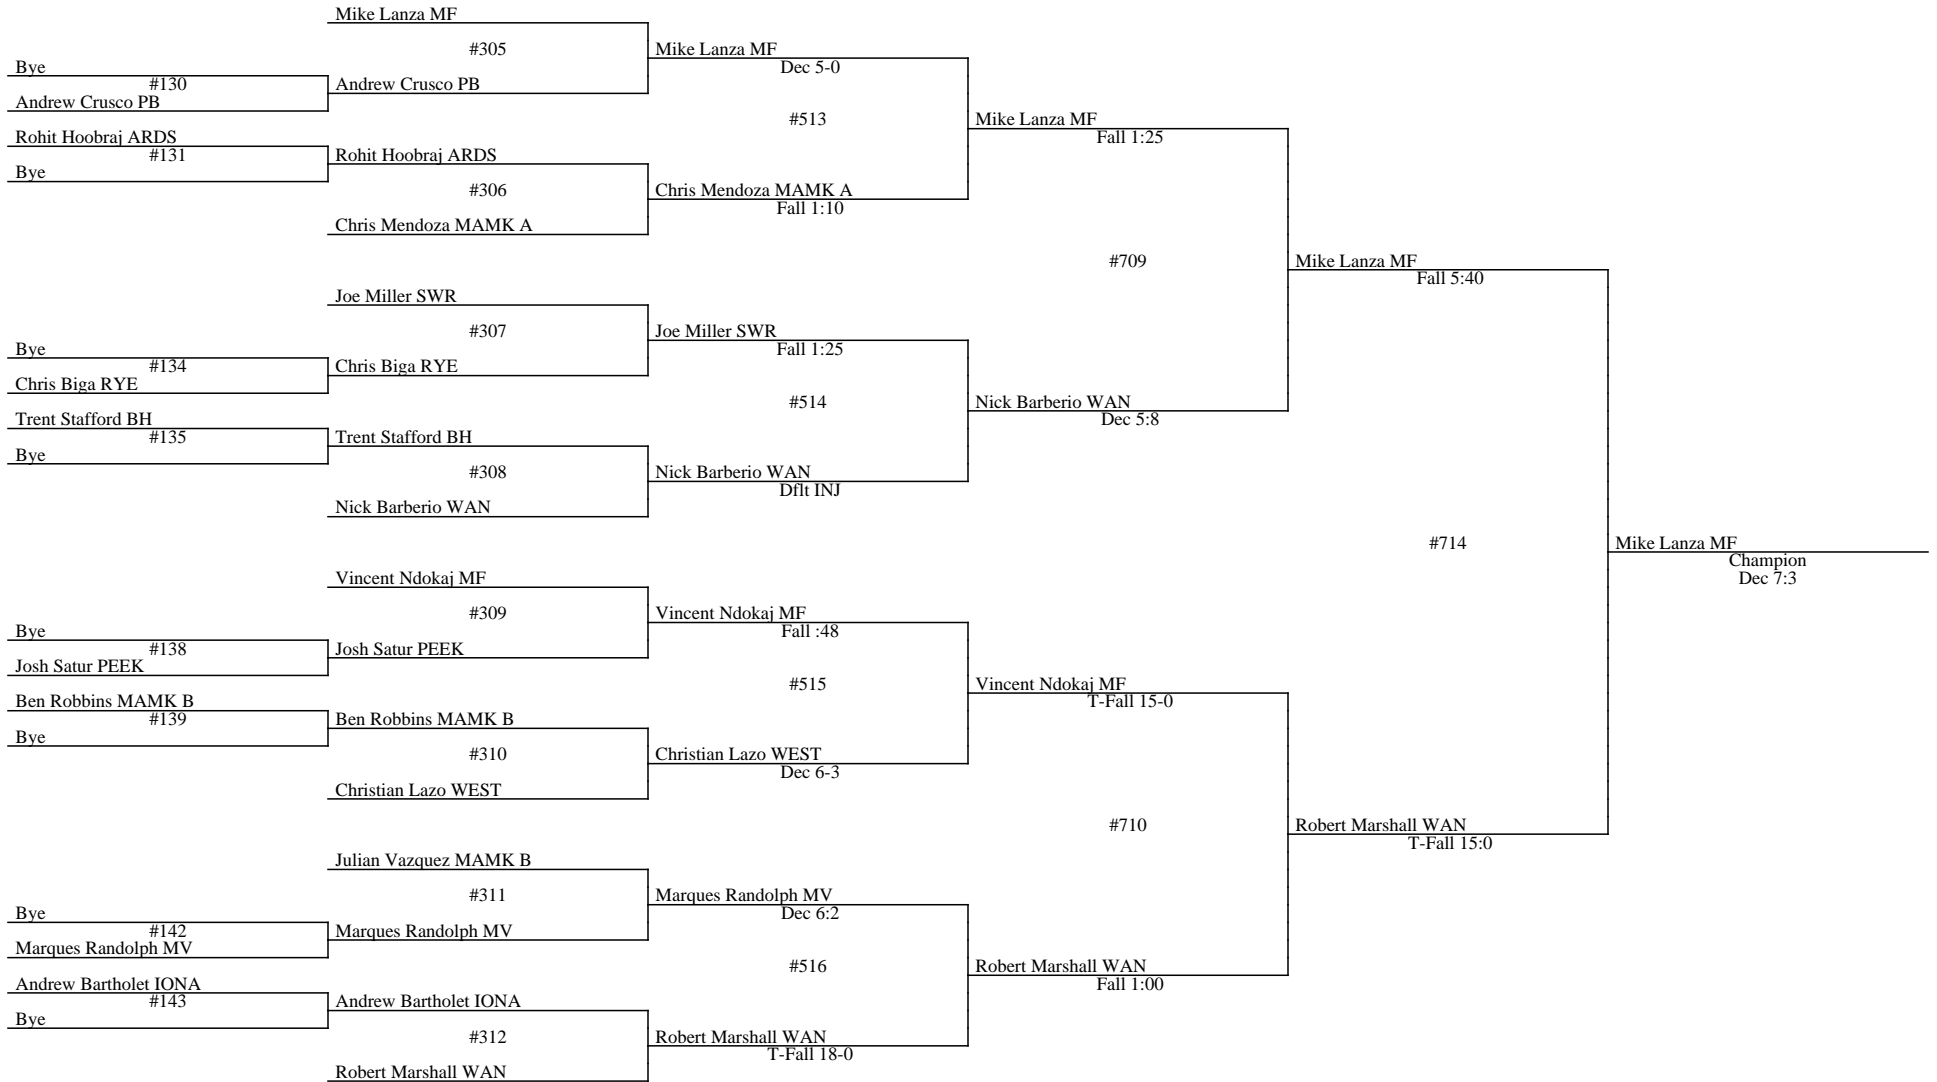 Mike Lanza MF
#305
Mike Lanza MF
Dec 5-0
Bye
#130
Andrew Crusco PB
Andrew Crusco PB
#513
Mike Lanza MF
Fall 1:25
Rohit Hoobraj ARDS
#131
Rohit Hoobraj ARDS
Bye
#306
Chris Mendoza MAMK A
Fall 1:10
Chris Mendoza MAMK A
#709
Mike Lanza MF
Fall 5:40
Joe Miller SWR
#307
Joe Miller SWR
Fall 1:25
Bye
#134
Chris Biga RYE
Chris Biga RYE
#514
Nick Barberio WAN
Dec 5:8
Trent Stafford BH
#135
Trent Stafford BH
Bye
#308
Nick Barberio WAN
Dflt INJ
Nick Barberio WAN
#714
Mike Lanza MF
Champion
Dec 7:3
Vincent Ndokaj MF
#309
Vincent Ndokaj MF
Fall :48
Bye
#138
Josh Satur PEEK
Josh Satur PEEK
#515
Vincent Ndokaj MF
T-Fall 15-0
Ben Robbins MAMK B
#139
Ben Robbins MAMK B
Bye
#310
Christian Lazo WEST
Dec 6-3
Christian Lazo WEST
#710
Robert Marshall WAN
T-Fall 15:0
Julian Vazquez MAMK B
#311
Marques Randolph MV
Dec 6:2
Bye
#142
Marques Randolph MV
Marques Randolph MV
#516
Robert Marshall WAN
Fall 1:00
Andrew Bartholet IONA
#143
Andrew Bartholet IONA
Bye
#312
Robert Marshall WAN
T-Fall 18-0
Robert Marshall WAN